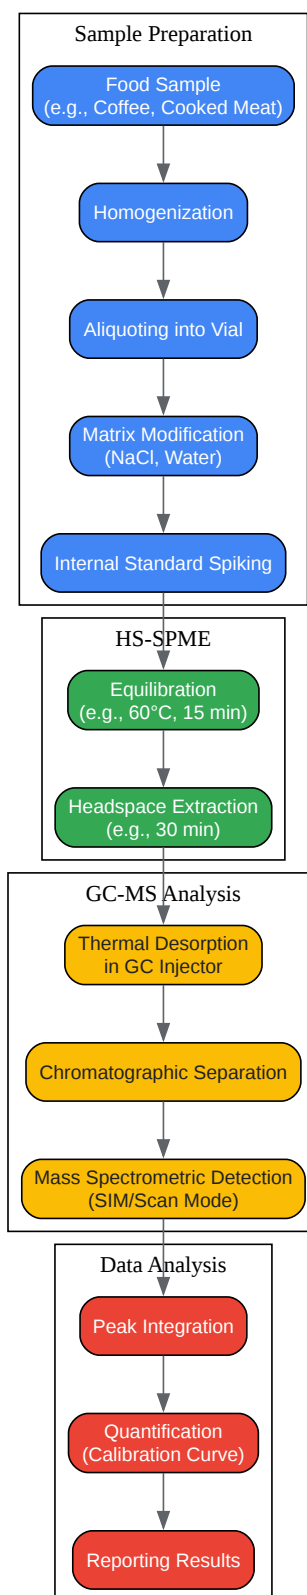 Sample Preparation
Food Sample
(e.g., Coffee, Cooked Meat)
Homogenization
Aliquoting into Vial
Matrix Modification
(NaCl, Water)
Internal Standard Spiking
HS-SPME
Equilibration
(e.g., 60°C, 15 min)
Headspace Extraction
(e.g., 30 min)
GC-MS Analysis
Thermal Desorption
in GC Injector
Chromatographic Separation
Mass Spectrometric Detection
(SIM/Scan Mode)
Data Analysis
Peak Integration
Quantification
(Calibration Curve)
Reporting Results